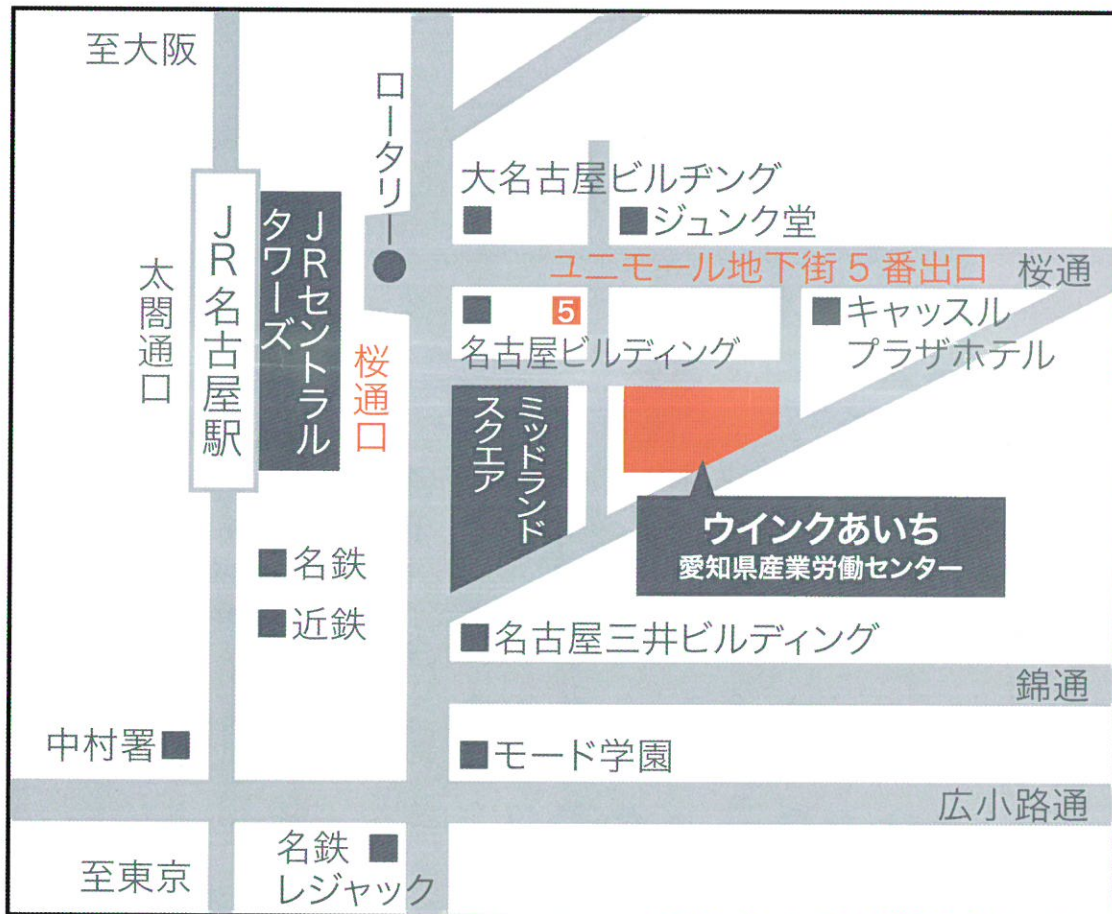 至大阪
ロータリー
大名古屋ビルヂング
ジュンク堂
ユニモール地下街 5 番出口
桜通
太閤通口
JR名古屋駅
JRセントラル
タワーズ
桜通口
5
名古屋ビルディング
キャッスル
プラザホテル
ミッドランド
スクエア
ウインクあいち
愛知県産業労働センター
名鉄
近鉄
名古屋三井ビルディング
錦通
中村署
モード学園
広小路通
名鉄
レジャック
至東京